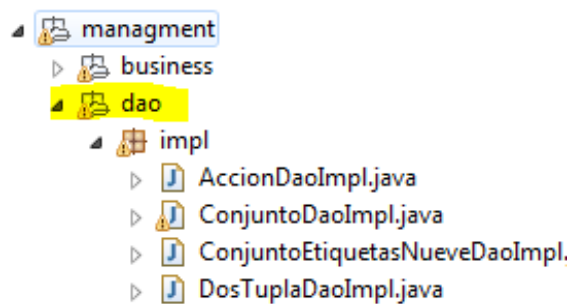 managment
business
dao
impl
AccionDaoImpl.java
ConjuntoDaoImpl.java
ConjuntoEtiquetasNueveDaoImpl.
DosTuplaDaoImpl.java